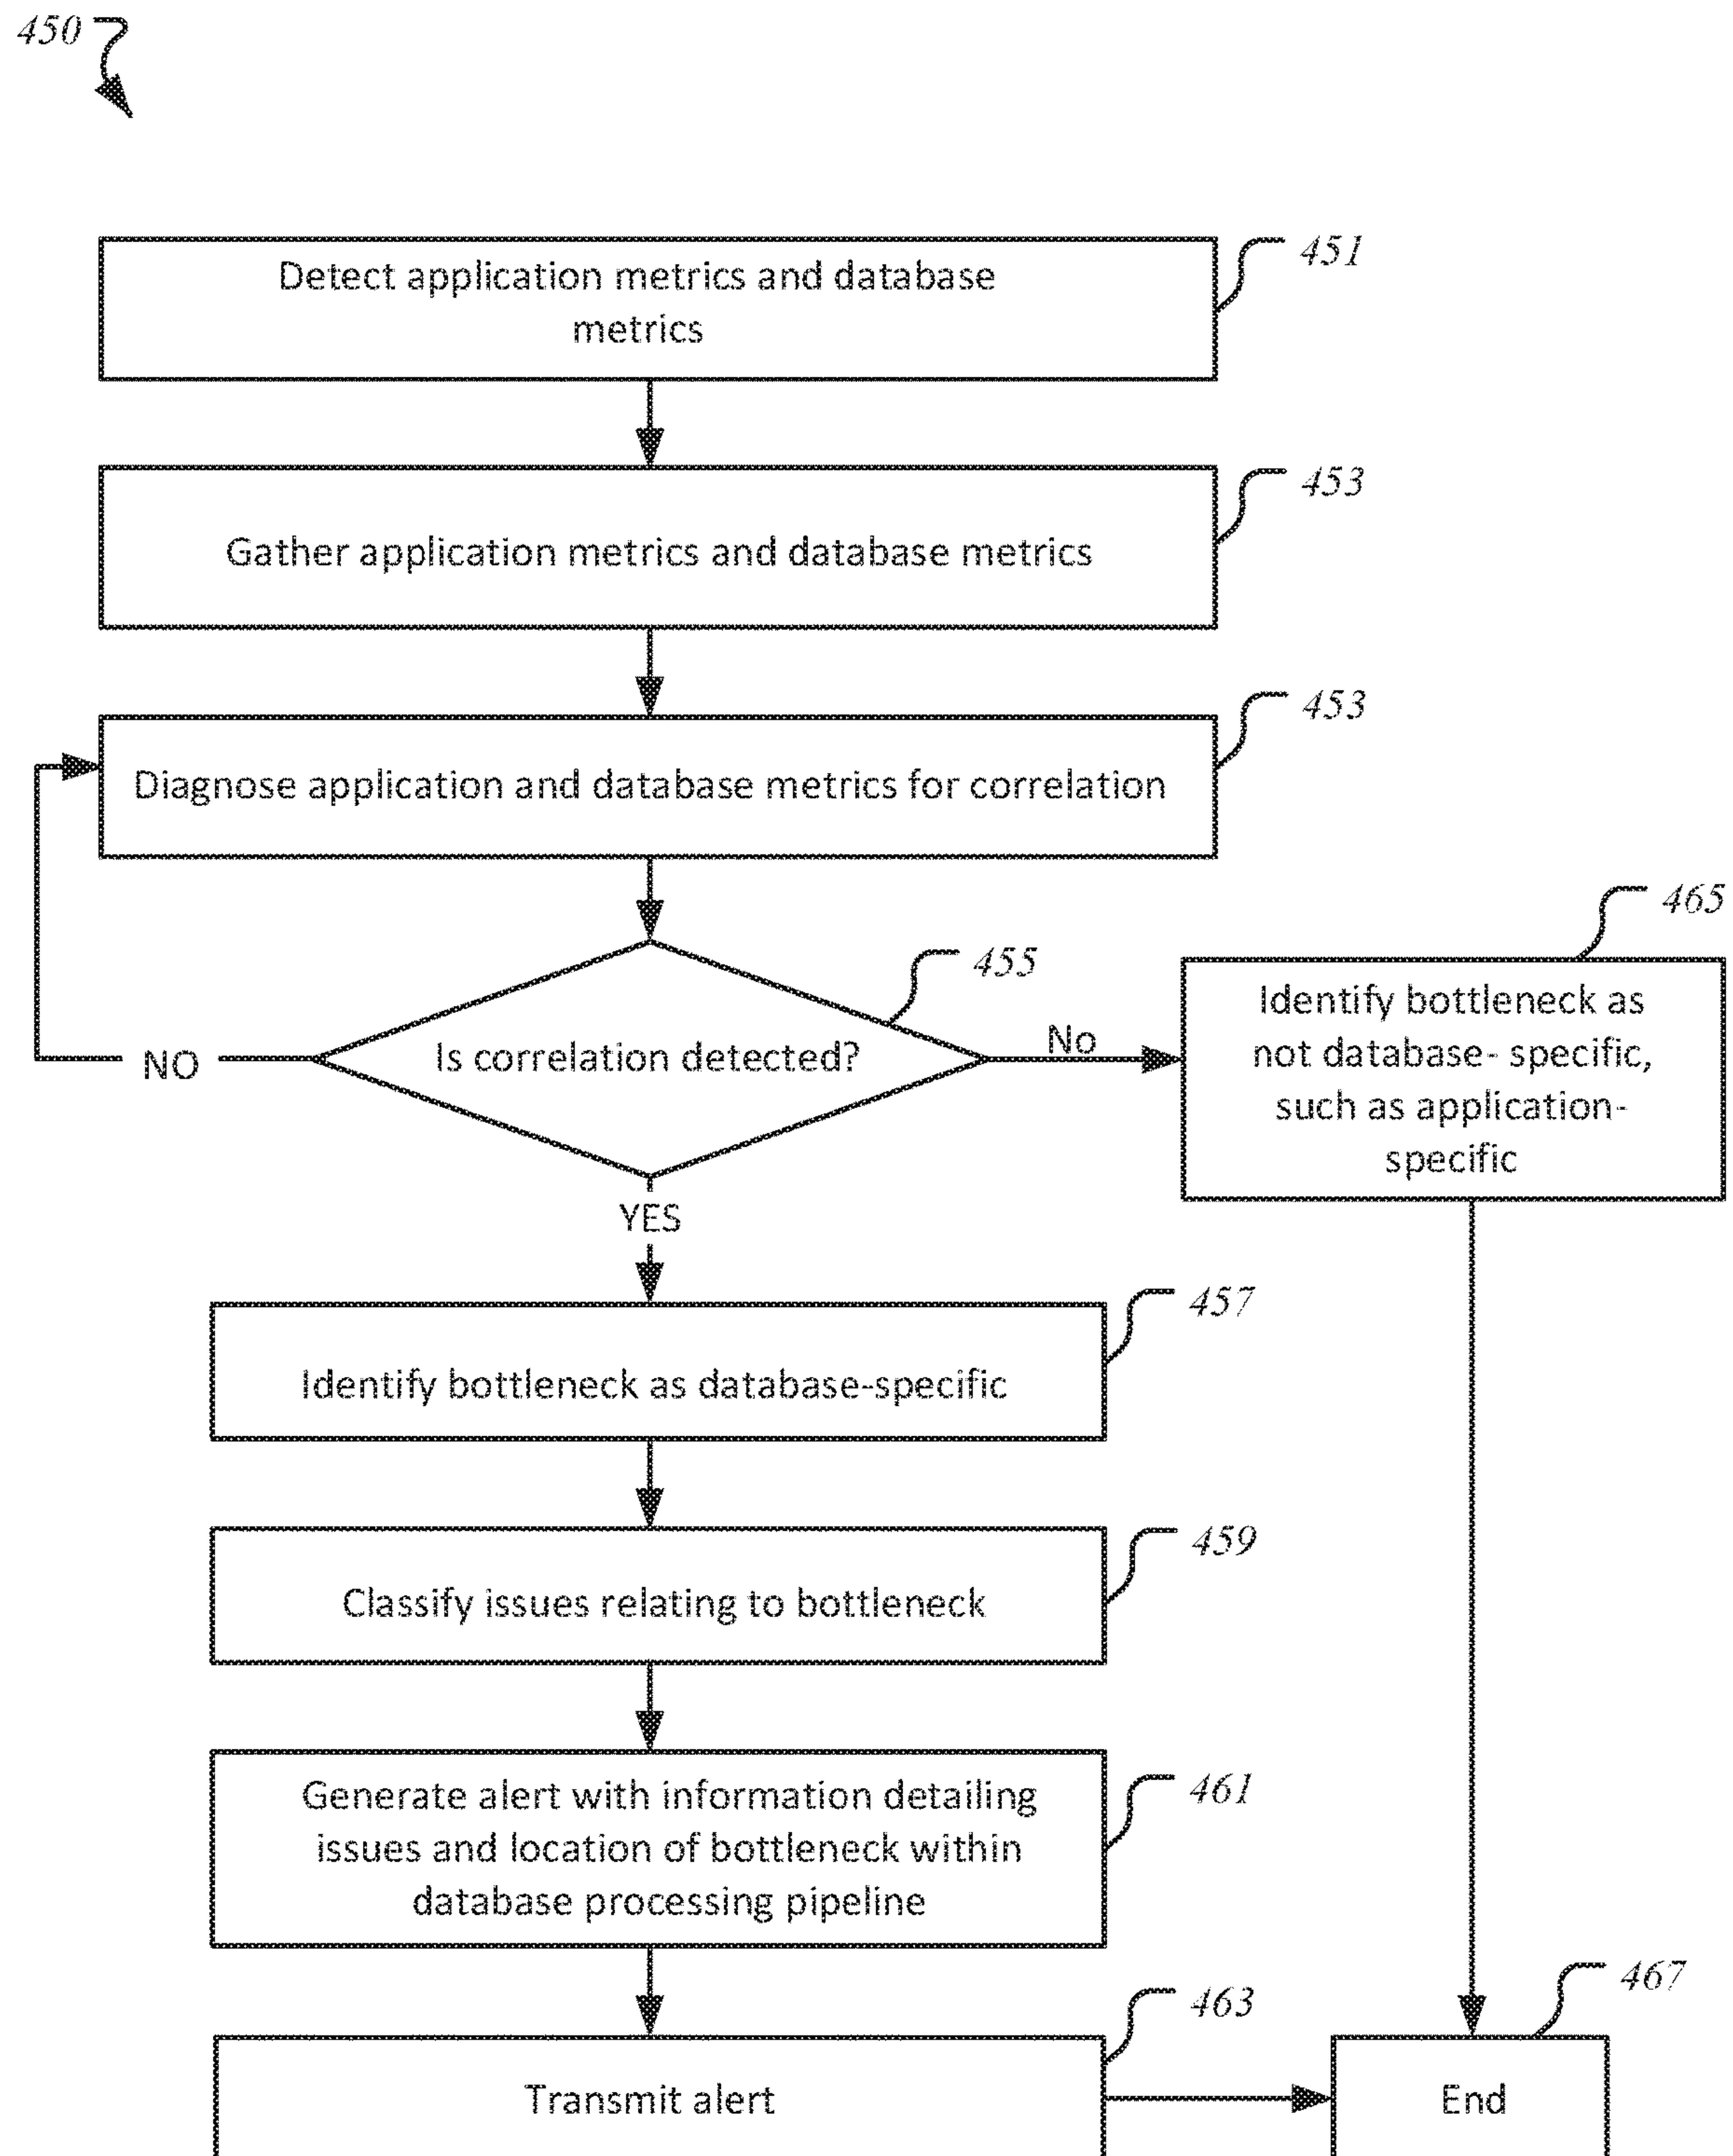 450
451
Detect application metrics and database
metrics
453
Gather application metrics and database metrics
453
Diagnose application and database metrics for correlation
465
455
Identify bottleneck as
not database- specific,
such as application-
specific
NO
Is correlation detected?
No
YES
457
Identify bottleneck as database-specific
459
Classify issues relating to bottleneck
461
Generate alert with information detailing
issues and location of bottleneck within
database processing pipeline
463
467
Transmit alert
End